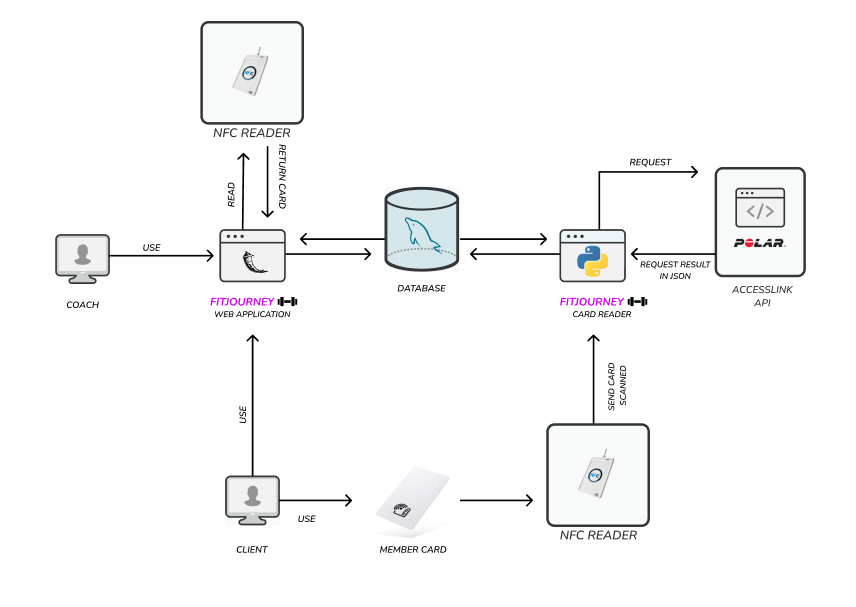 NFC READER
READ
RETURN CARD
REQUEST
POLAR.
USE
REQUEST RESULT
IN JSON
COACH
DATABASE
ACCESSLINK
API
FITJOURNEY
WEB APPLICATION
FITJOURNEY
CARD READER
USE
SEND CARD
SCANNED
USE
NFC READER
CLIENT
MEMBER CARD